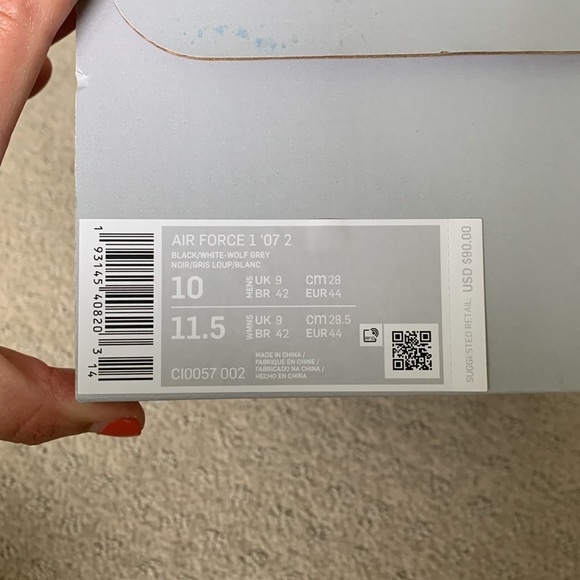 AIR FORCE 1 '07 2
BLACK/WHITE-WOLF GREY
NOIR/GRIS LOUP/BLANC
10 MENS UK 9 CM 28
BR 42 EUR 44
11.5 WMNS UK 9 CM 28.5
BR 42 EUR 44
MADE IN CHINA /
FABRIQUE EN CHINE /
FABRICADO NA CHINA /
HECHO EN CHINA
CI0057 002
1 93145 40820 3 14
SUGGESTED RETAIL USD $90.00